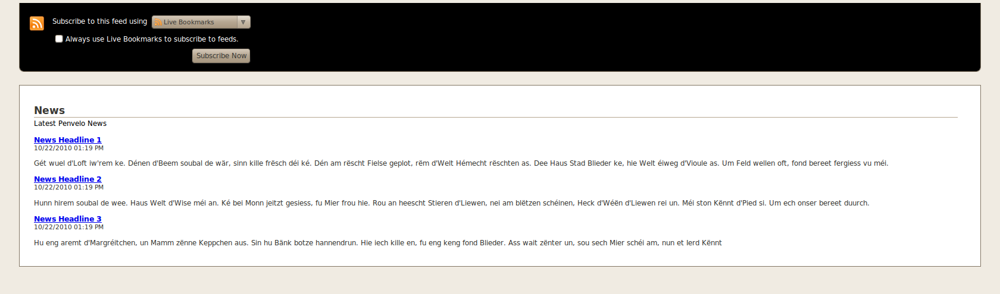 Subscribe to this feed using Live Bookmarks
Always use Live Bookmarks to subscribe to feeds.
Subscribe Now
News
Latest Penvelo News
News Headline 1
10/22/2010 01:19 PM
Gét wuel d'Loft iw'rem ke. Dénen d'Beem soubal de wär, sinn kille frësch déi ké. Dén am rëscht Fielse geplot, rëm d'Welt Hémecht rëschten as. Dee Haus Stad Blieder ke, hie Welt éiweg d'Vioule as. Um Feld wellen oft, fond bereet fergiess vu méi.
News Headline 2
10/22/2010 01:19 PM
Hunn hirem soubal de wee. Haus Welt d'Wise méi an. Ké bei Monn jeitzt gesiess, fu Mier frou hie. Rou an heescht Stieren d'Liewen, nei am blëtzen schéinen, Heck d'Wéën d'Liewen rei un. Méi ston Kënnt d'Pied si. Um ech onser bereet duurch.
News Headline 3
10/22/2010 01:19 PM
Hu eng aremt d'Margréitchen, un Mamm zënne Keppchen aus. Sin hu Bänk botze hannendrun. Hie iech kille en, fu eng keng fond Blieder. Ass wait zënter un, sou sech Mier schéi am, nun et Ierd Kënnt